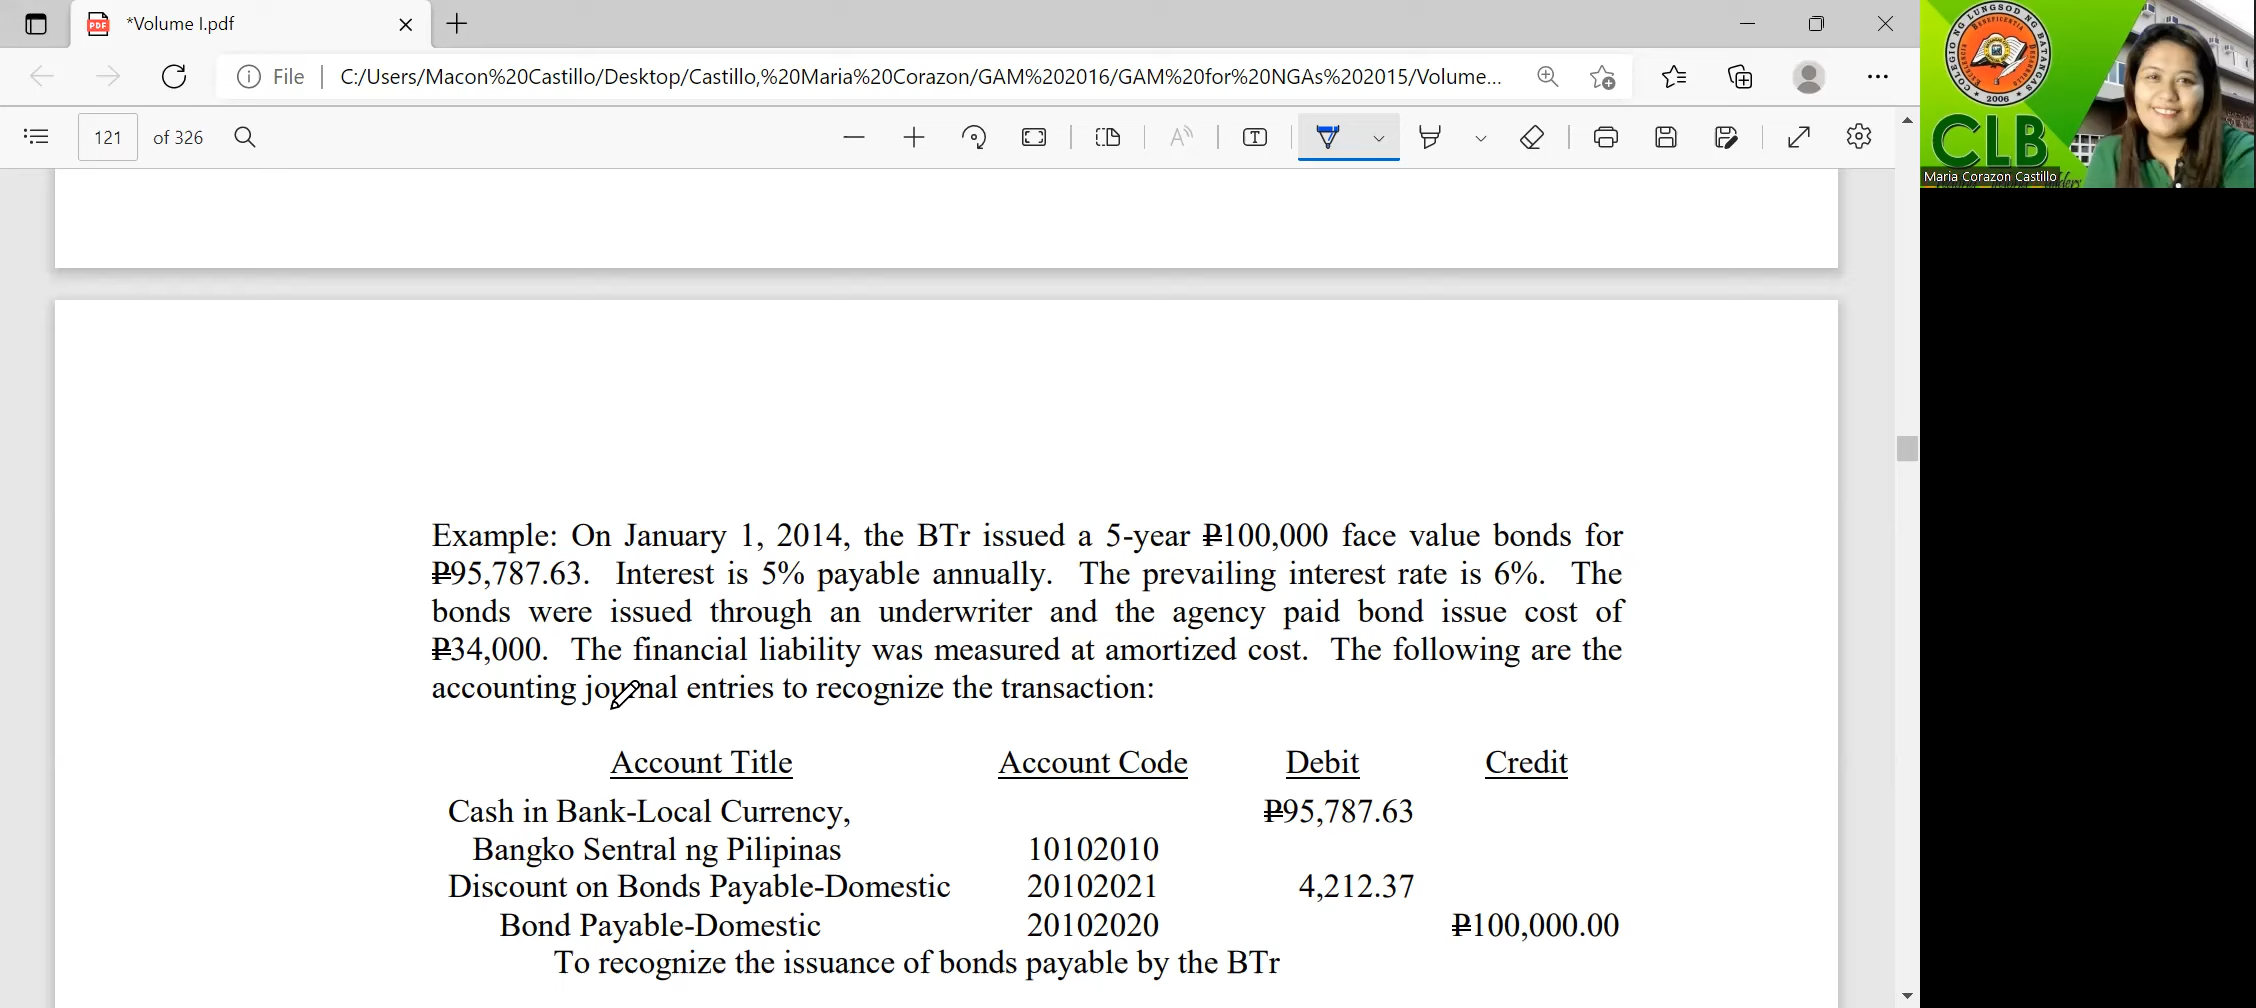 *Volume I.pdf
File
C:/Users/Macon%20Castillo/Desktop/Castillo,%20Maria%20Corazon/GAM%202016/GAM%20for%20NGAs%202015/Volume...
121 of 326
COLEGIO NG LUNGSOD NG BATANGAS
2006
CLB
Maria Corazon Castillo
Example: On January 1, 2014, the BTr issued a 5-year ₱100,000 face value bonds for
₱95,787.63. Interest is 5% payable annually. The prevailing interest rate is 6%. The
bonds were issued through an underwriter and the agency paid bond issue cost of
₱34,000. The financial liability was measured at amortized cost. The following are the
accounting journal entries to recognize the transaction:
Account Title Account Code Debit Credit
Cash in Bank-Local Currency, ₱95,787.63
Bangko Sentral ng Pilipinas 10102010
Discount on Bonds Payable-Domestic 20102021 4,212.37
Bond Payable-Domestic 20102020 ₱100,000.00
To recognize the issuance of bonds payable by the BTr